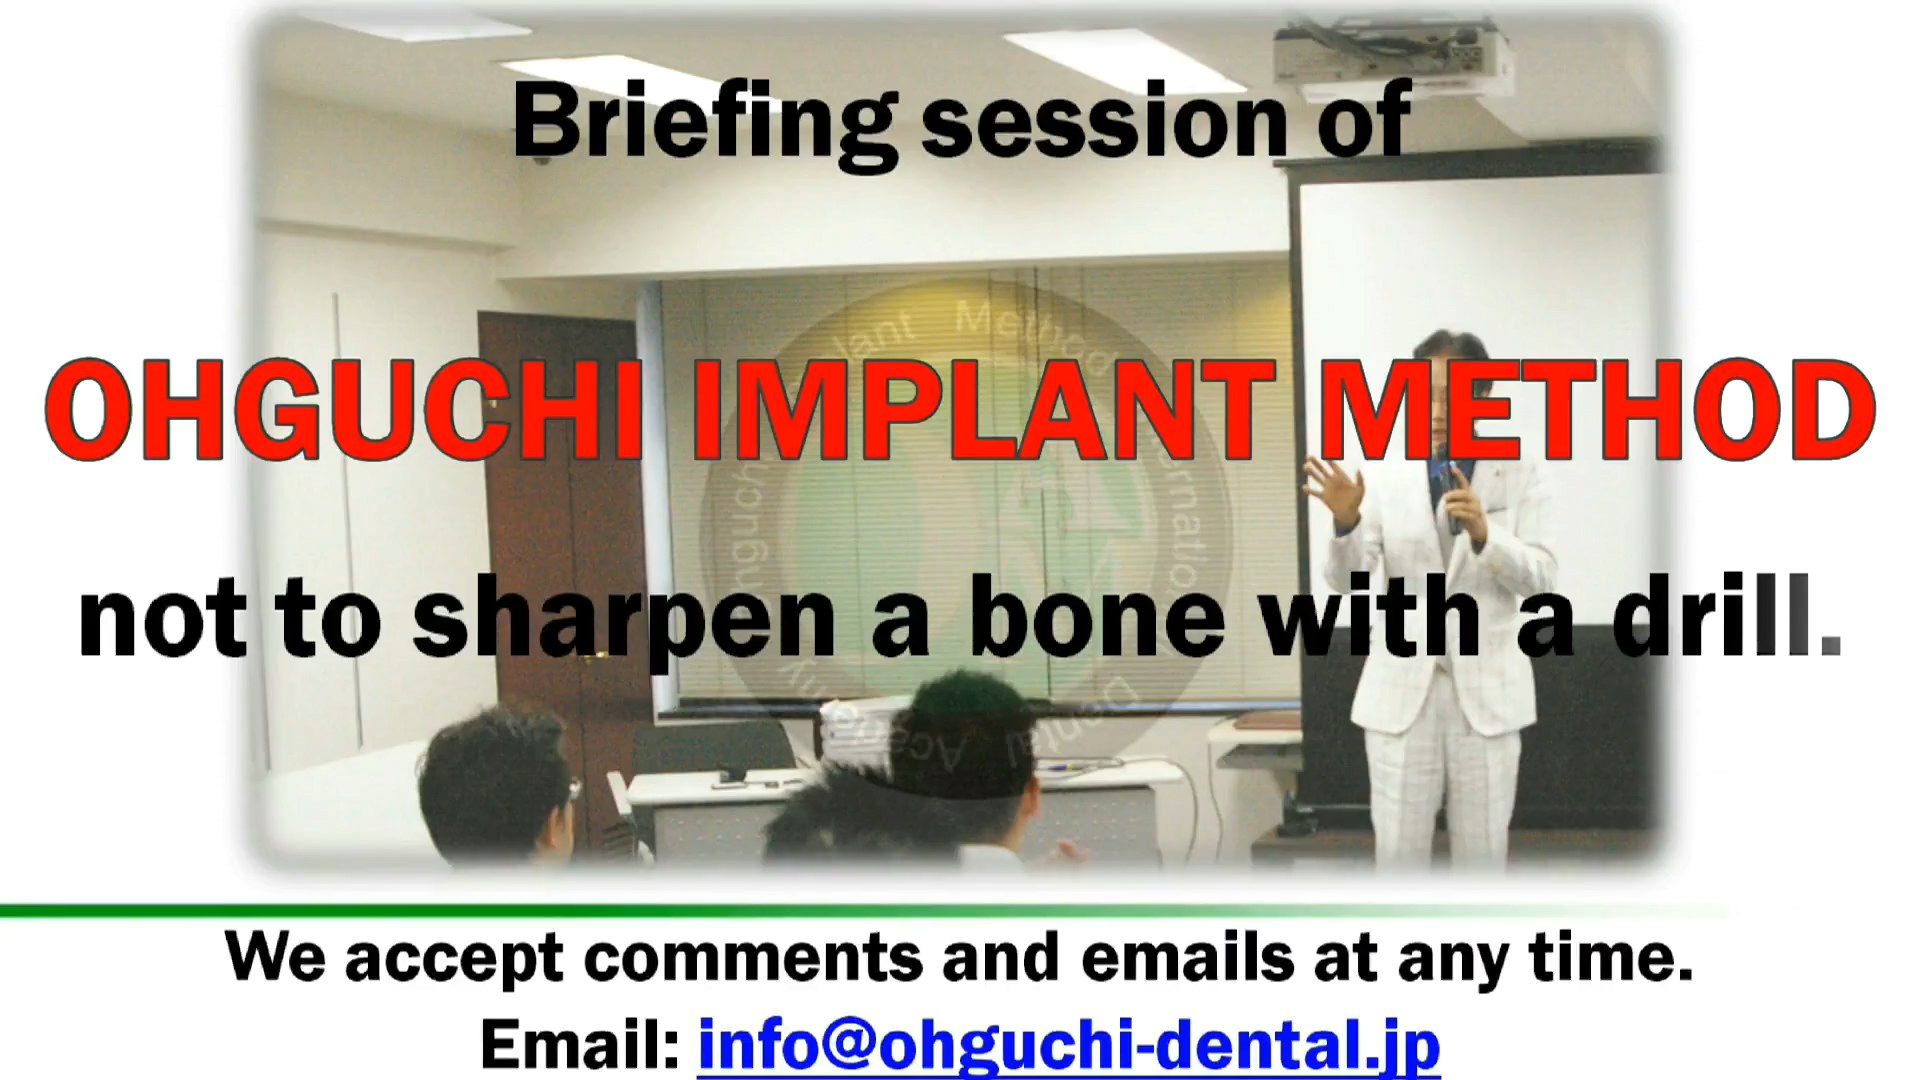 Briefing session of
OHGUCHI IMPLANT METHOD
not to sharpen a bone with a drill.
We accept comments and emails at any time.
Email: info@ohguchi-dental.jp